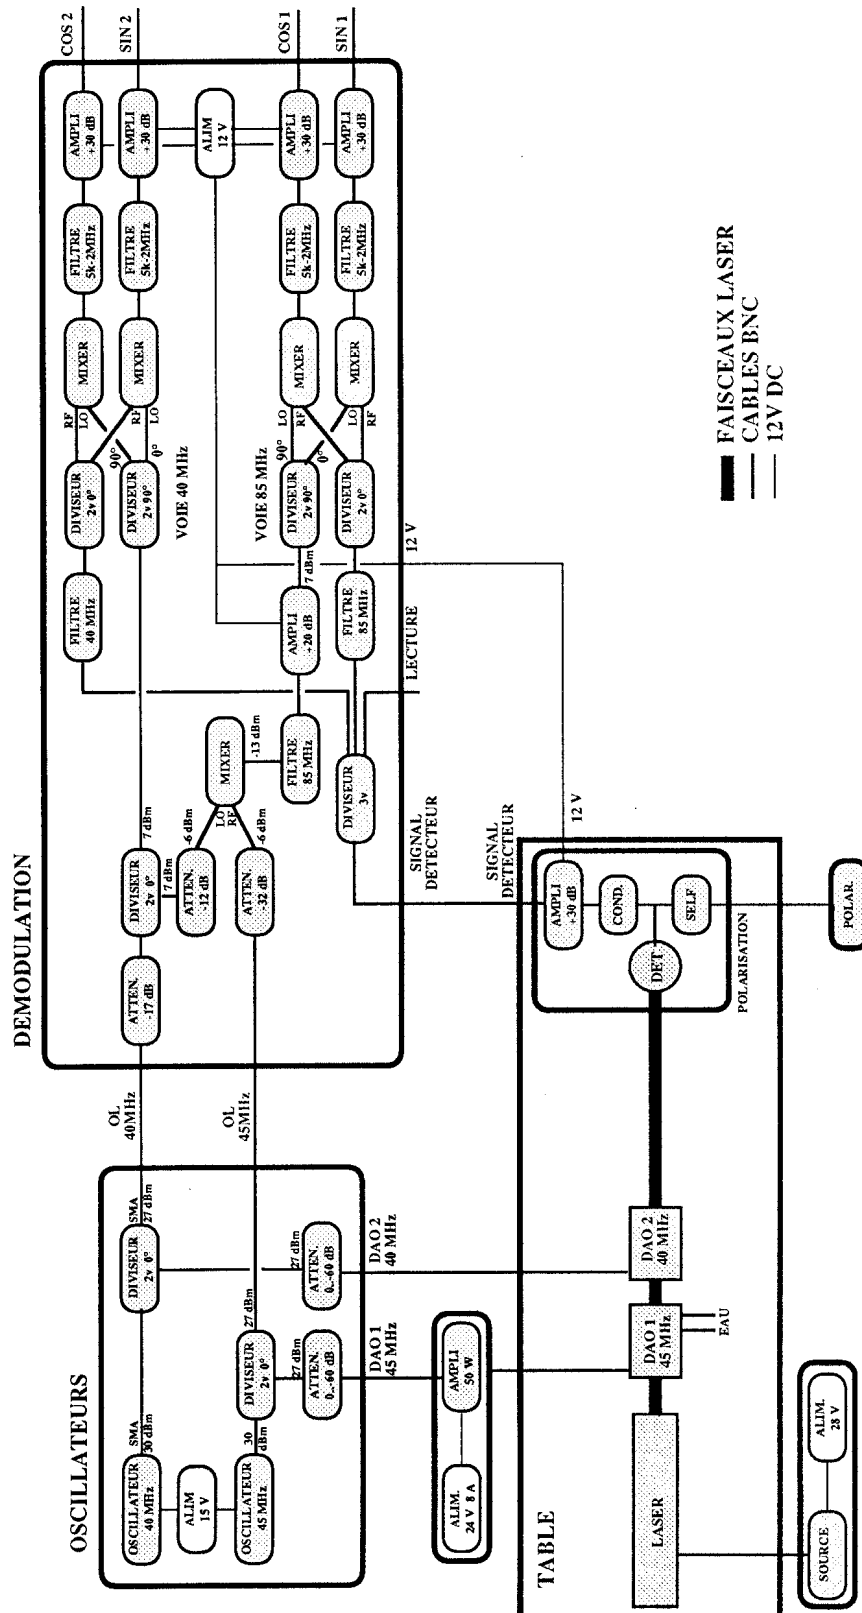 OSCILLATEURS
OSCILLATEUR
40 MHz
SMA
30 dBm
ALIM
15 V
OSCILLATEUR
45 MHz
30
dBm
DIVISEUR
2v 0°
SMA
27 dBm
DIVISEUR
2v 0°
27 dBm
27 dBm
ATTEN.
0..-60 dB
27 dBm
ATTEN.
0..-60 dB
DAO 1
45 MHz
DAO 2
40 MHz
OL
40MHz
OL
45MHz
ALIM.
24 V 8 A
AMPLI
50 W
DEMODULATION
ATTEN.
-17 dB
DIVISEUR
2v 0°
7 dBm
7 dBm
ATTEN.
-12 dB
-6 dBm
ATTEN.
-32 dB
-6 dBm
LO
RF
MIXER
-13 dBm
FILTRE
85 MHz
AMPLI
+20 dB
7 dBm
DIVISEUR
3v
SIGNAL
DETECTEUR
LECTURE
12 V
FILTRE
40 MHz
DIVISEUR
2v 0°
DIVISEUR
2v 90°
RF
LO
90°
RF
LO
0°
MIXER
MIXER
FILTRE
5k-2MHz
FILTRE
5k-2MHz
AMPLI
+30 dB
AMPLI
+30 dB
COS 2
SIN 2
VOIE 40 MHz
ALIM
12 V
VOIE 85 MHz
DIVISEUR
2v 90°
FILTRE
85 MHz
DIVISEUR
2v 0°
90°
LO
RF
0°
LO
RF
MIXER
MIXER
FILTRE
5k-2MHz
FILTRE
5k-2MHz
AMPLI
+30 dB
AMPLI
+30 dB
COS 1
SIN 1
TABLE
LASER
DAO 1
45 MHz
EAU
DAO 2
40 MHz
DET
AMPLI
+30 dB
COND.
SELF
SIGNAL
DETECTEUR
12 V
POLARISATION
POLAR.
SOURCE
ALIM.
28 V
FAISCEAUX LASER
CABLES BNC
12V DC